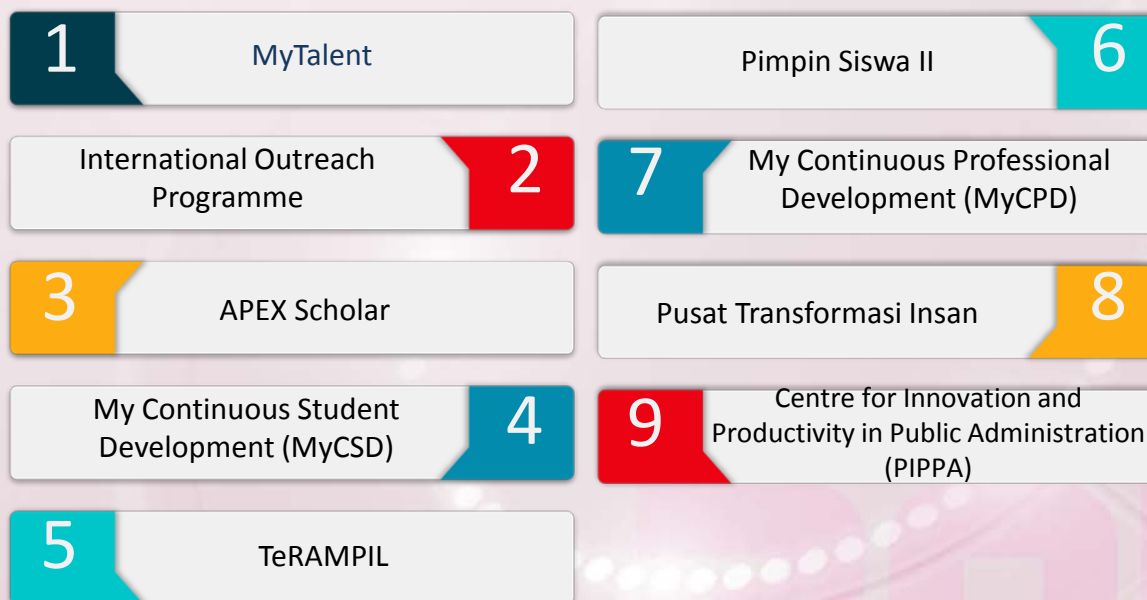 1
MyTalent
International Outreach
Programme
2
3
APEX Scholar
My Continuous Student
Development (MyCSD)
4
5
TeRAMPIL
Pimpin Siswa II
6
7
My Continuous Professional
Development (MyCPD)
Pusat Transformasi Insan
8
9
Centre for Innovation and
Productivity in Public Administration
(PIPPA)